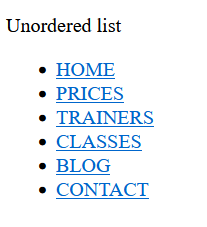 Unordered list
HOME
PRICES
TRAINERS
CLASSES
BLOG
CONTACT